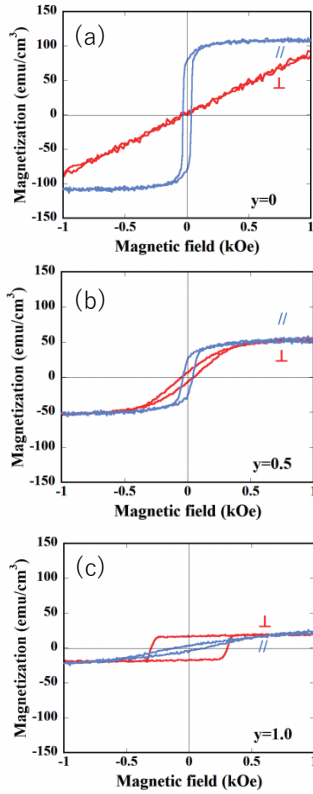 (a)
150
100
50
0
-50
-100
-150
Magnetization (emu/cm³)
//
⊥
y=0
-1 -0.5 0 0.5 1
Magnetic field (kOe)
(b)
150
100
50
0
-50
-100
-150
Magnetization (emu/cm³)
//
⊥
y=0.5
-1 -0.5 0 0.5 1
Magnetic field (kOe)
(c)
150
100
50
0
-50
-100
-150
Magnetization (emu/cm³)
⊥
//
y=1.0
-1 -0.5 0 0.5 1
Magnetic field (kOe)